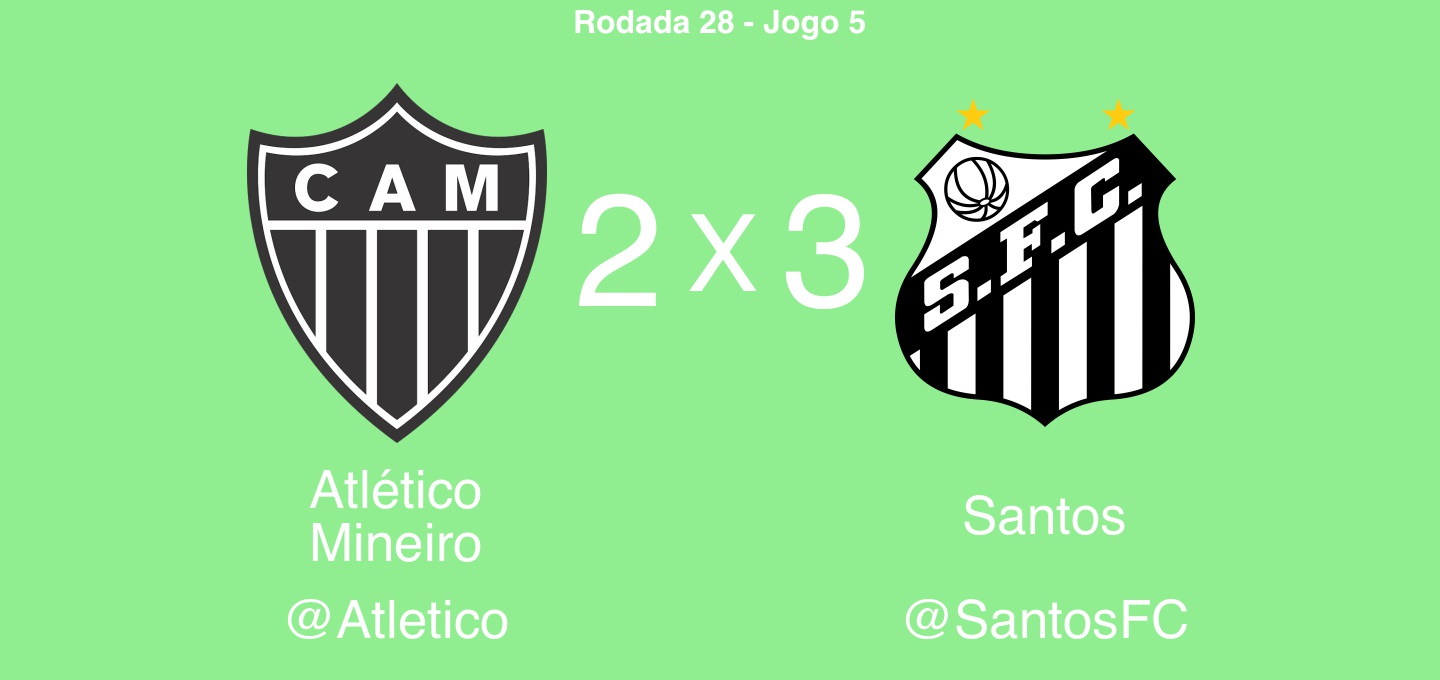 Rodada 28 - Jogo 5
C A M
2 x 3
S.F.C.
Atlético
Mineiro
Santos
@Atletico
@SantosFC